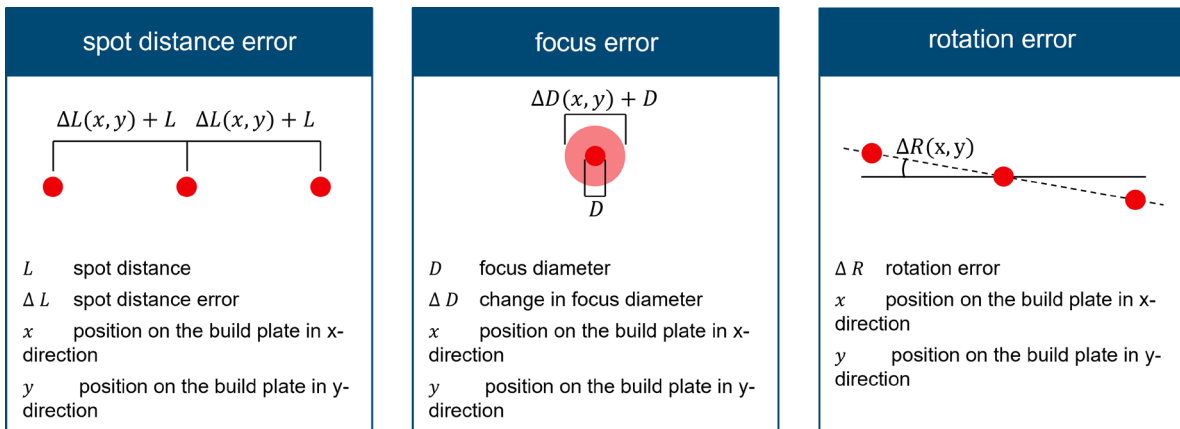 spot distance error
ΔL(x, y) + L ΔL(x, y) + L
L spot distance
Δ L spot distance error
x position on the build plate in x-
direction
y position on the build plate in y-
direction
focus error
ΔD(x, y) + D
D
D focus diameter
Δ D change in focus diameter
x position on the build plate in x-
direction
y position on the build plate in y-
direction
rotation error
ΔR(x, y)
Δ R rotation error
x position on the build plate in x-
direction
y position on the build plate in y-
direction